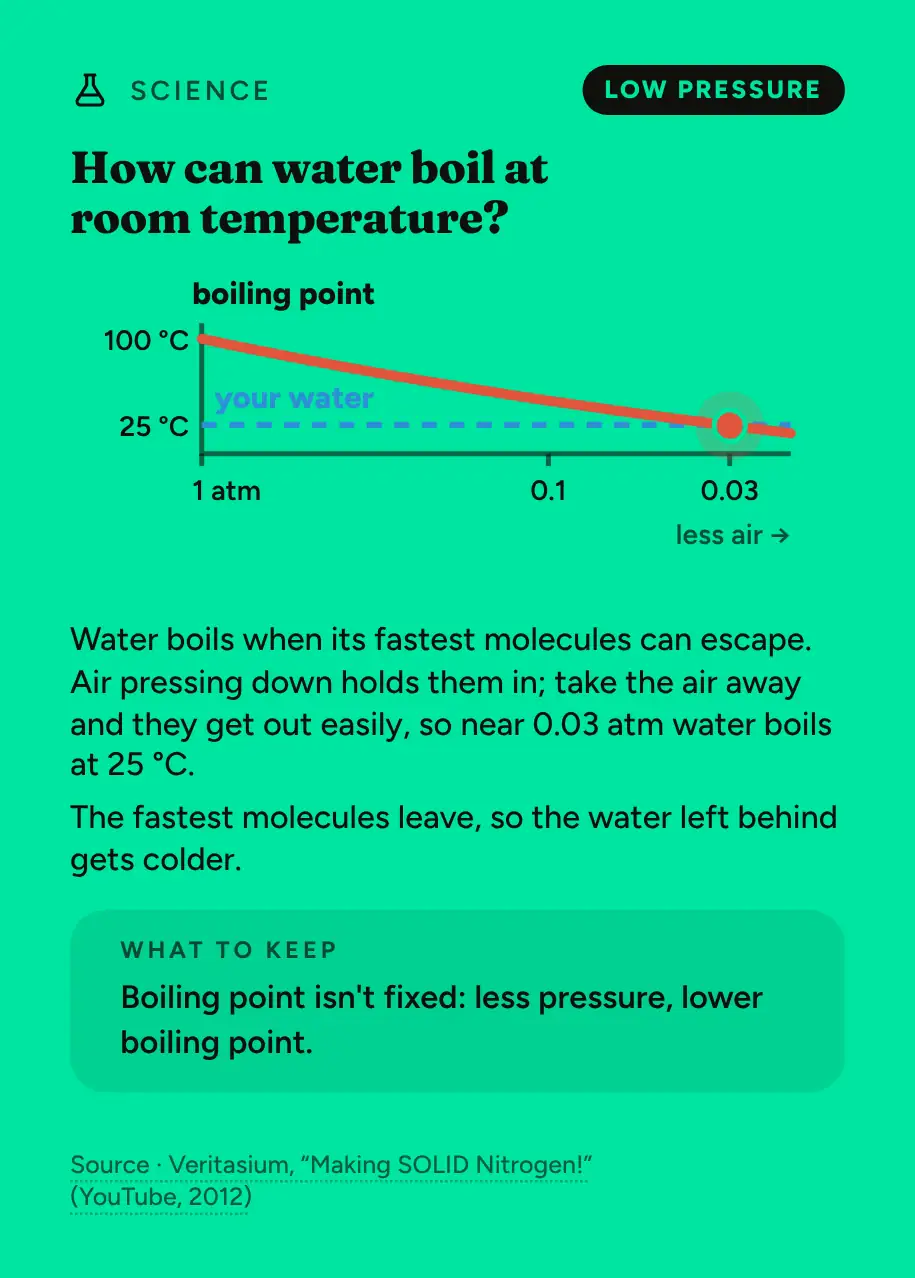 SCIENCE
LOW PRESSURE
How can water boil at
room temperature?
boiling point
100 °C
your water
25 °C
1 atm
0.1
0.03
less air →
Water boils when its fastest molecules can escape.
Air pressing down holds them in; take the air away
and they get out easily, so near 0.03 atm water boils
at 25 °C.
The fastest molecules leave, so the water left behind
gets colder.
WHAT TO KEEP
Boiling point isn't fixed: less pressure, lower
boiling point.
Source · Veritasium, “Making SOLID Nitrogen!”
(YouTube, 2012)